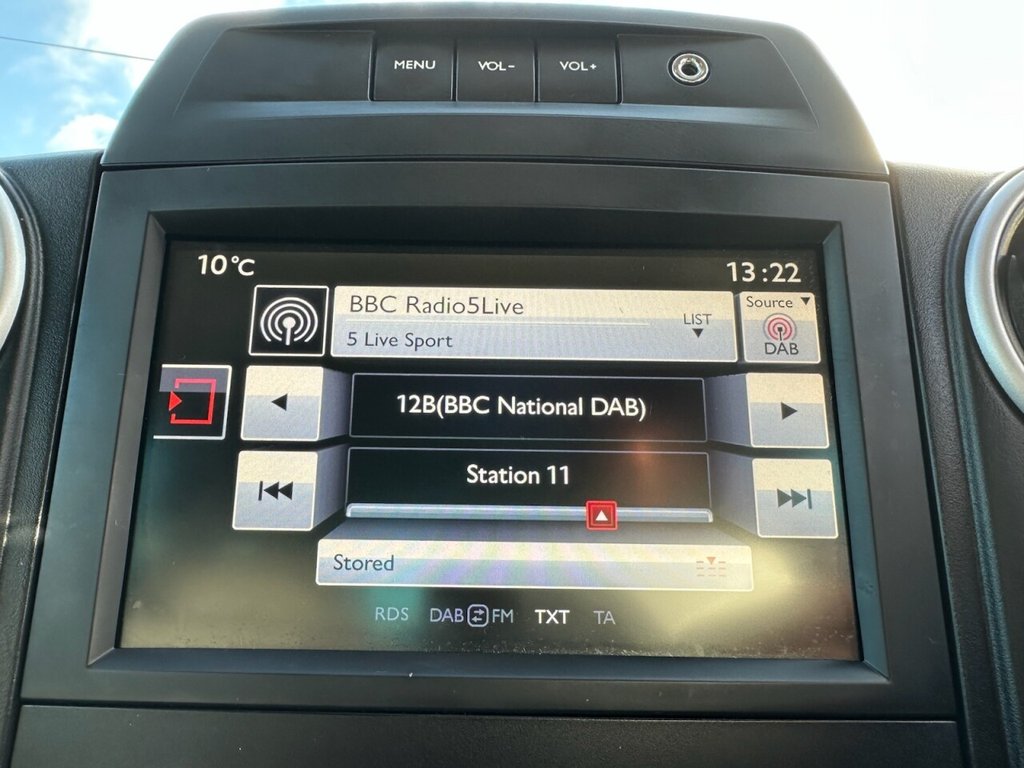 MENU VOL- VOL+
10°C 13:22
BBC Radio5Live
LIST
Source
5 Live Sport
DAB
12B(BBC National DAB)
Station 11
Stored
RDS DAB FM TXT TA